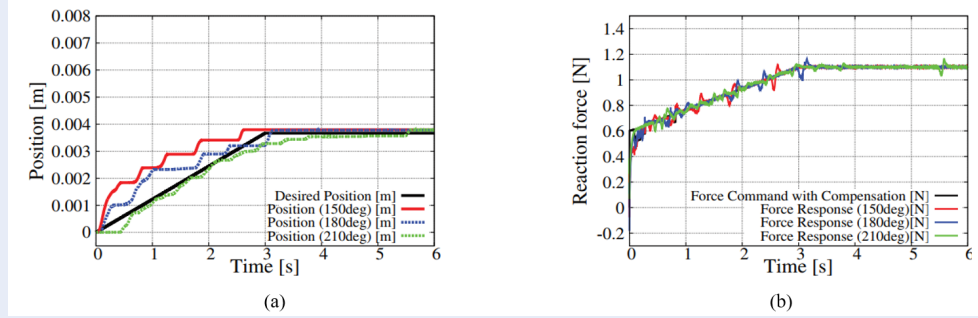 0.008
0.007
0.006
0.005
0.004
0.003
0.002
0.001
0
Position [m]
Desired Position [m]
Position (150deg) [m]
Position (180deg) [m]
Position (210deg) [m]
0 1 2 3 4 5 6
Time [s]
(a)
1.4
1.2
1
0.8
0.6
0.4
0.2
0
-0.2
Reaction force [N]
Force Command with Compensation [N]
Force Response (150deg)[N]
Force Response (180deg)[N]
Force Response (210deg)[N]
0 1 2 3 4 5 6
Time [s]
(b)